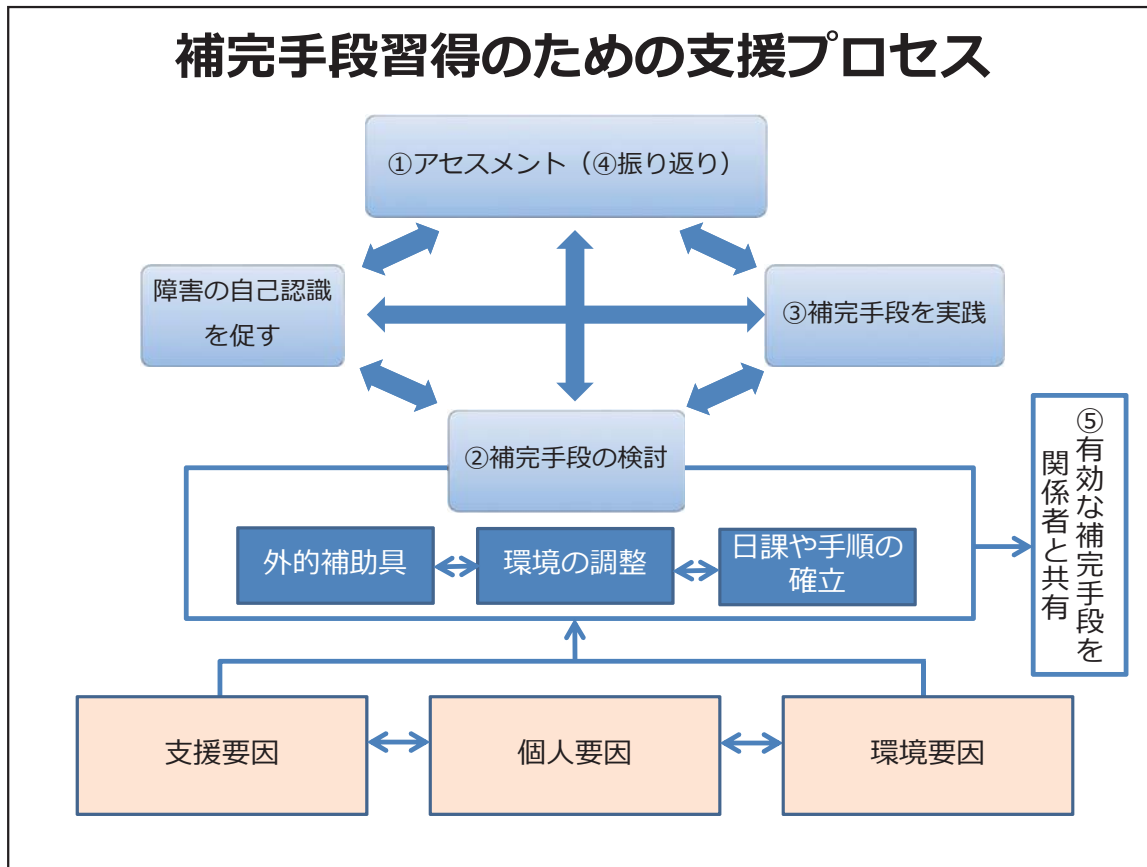 補完手段習得のための支援プロセス
①アセスメント（④振り返り）
障害の自己認識
を促す
③補完手段を実践
②補完手段の検討
外的補助具
環境の調整
日課や手順の
確立
⑤有効な補完手段を
関係者と共有
支援要因
個人要因
環境要因